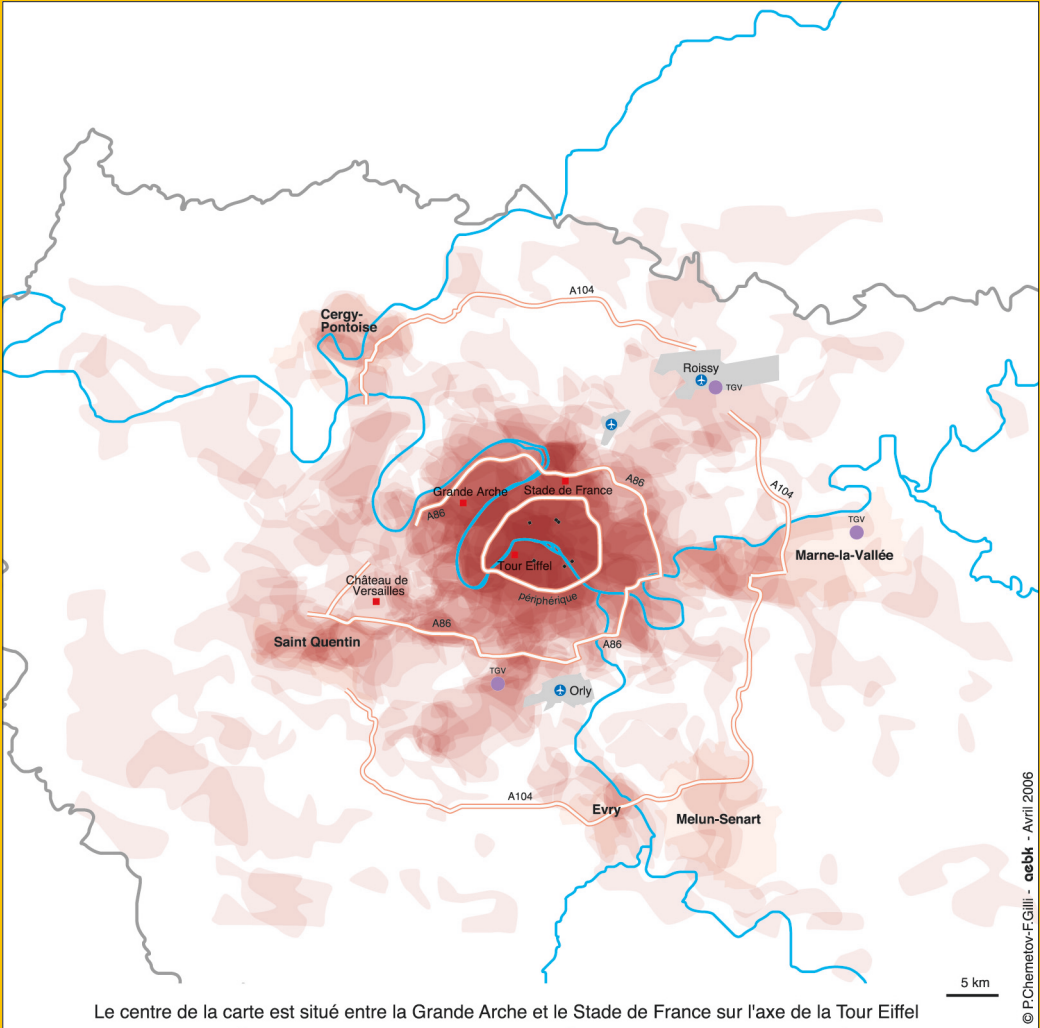 A104
Cergy-
Pontoise
Roissy
TGV
Grande Arche
Stade de France
A86
A86
A104
TGV
Marne-la-Vallée
Tour Eiffel
Château de
Versailles
périphérique
A86
A86
Saint Quentin
TGV
Orly
A104
Evry
Melun-Senart
5 km
Le centre de la carte est situé entre la Grande Arche et le Stade de France sur l'axe de la Tour Eiffel
© P.Chemetov-F.Gilli - aebk - Avril 2006